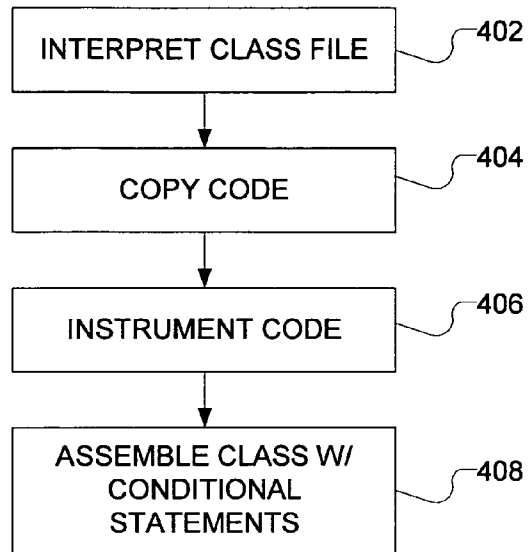 INTERPRET CLASS FILE
402
COPY CODE
404
INSTRUMENT CODE
406
ASSEMBLE CLASS W/
CONDITIONAL
STATEMENTS
408